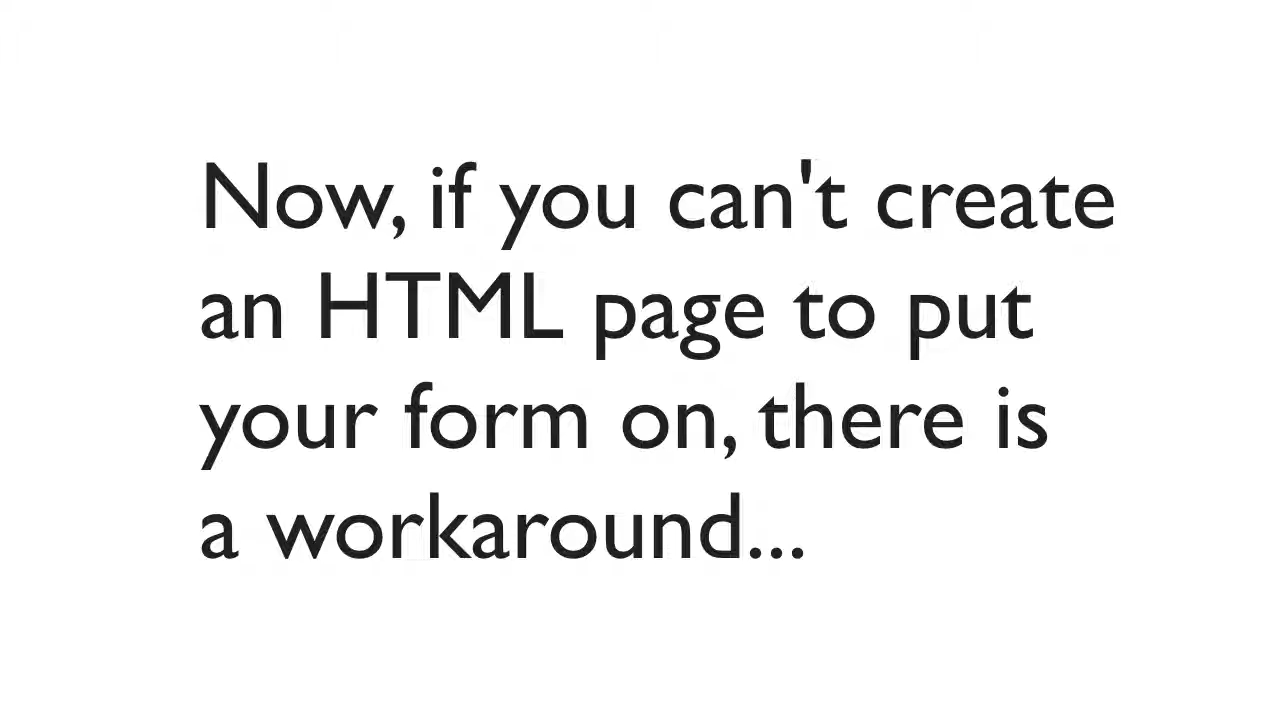 Now, if you can't create
an HTML page to put
your form on, there is
a workaround...